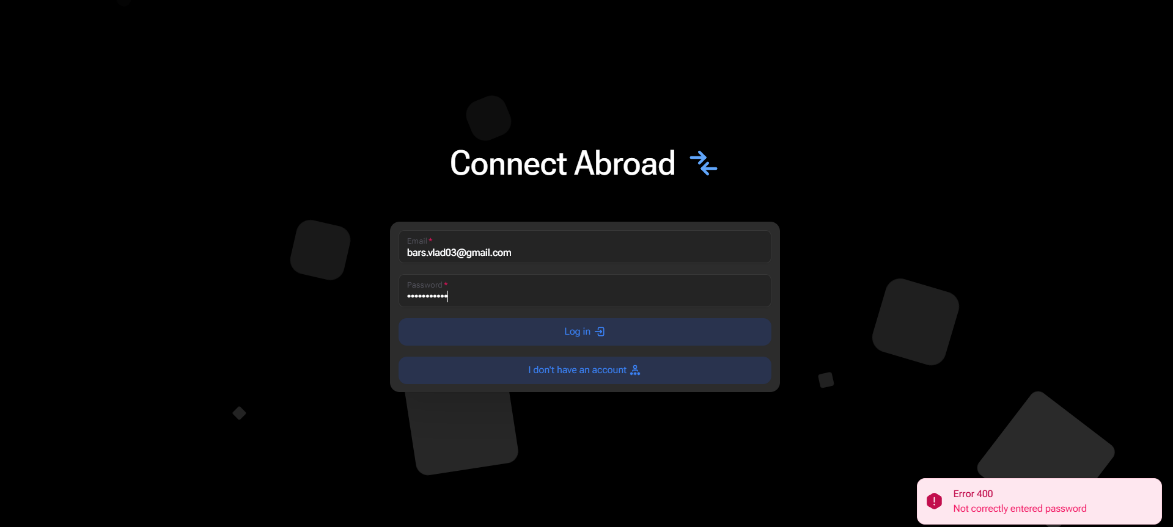 Connect Abroad
Email*
bars.vlad03@gmail.com
Password*
•••••••••••
Log in
I don't have an account
Error 400
Not correctly entered password